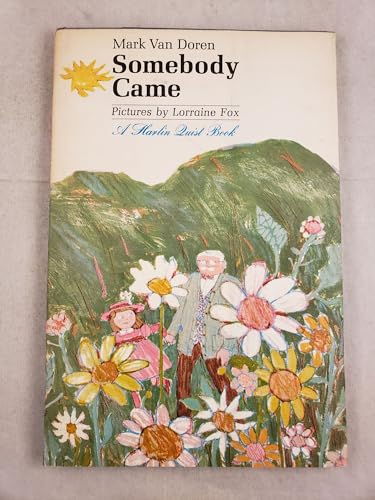 Mark Van Doren
Somebody
Came
Pictures by Lorraine Fox
A Harlin Quist Book